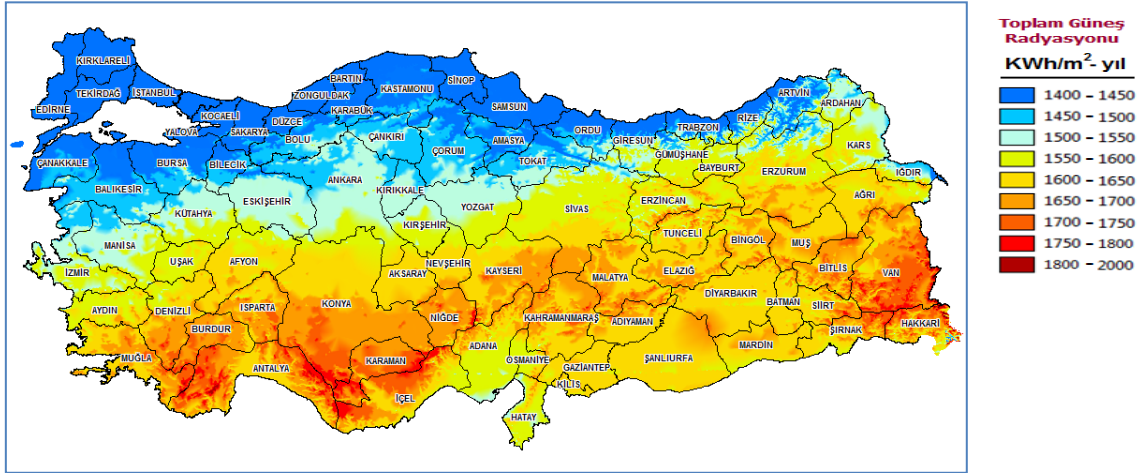 KIRKLARELİ
TEKİRDAĞ
İSTANBUL
EDİRNE
KOCAELİ
YALOVA
SAKARYA
DÜZCE
ZONGULDAK
BARTIN
KARABÜK
KASTAMONU
SİNOP
SAMSUN
BOLU
ÇANKIRI
ÇORUM
AMASYA
TOKAT
ORDU
GİRESUN
TRABZON
RİZE
ARTVİN
ARDAHAN
KARS
IĞDIR
GÜMÜŞHANE
BAYBURT
ERZURUM
AĞRI
ÇANAKKALE
BURSA
BİLECİK
BALIKESİR
KÜTAHYA
ESKİŞEHİR
ANKARA
KIRIKKALE
YOZGAT
KIRŞEHİR
SİVAS
ERZİNCAN
TUNCELİ
BİNGÖL
MUŞ
BİTLİS
VAN
MANİSA
İZMİR
UŞAK
AFYON
AKSARAY
NEVŞEHİR
KAYSERİ
MALATYA
ELAZIĞ
DİYARBAKIR
BATMAN
SİİRT
ŞIRNAK
HAKKARİ
AYDIN
DENİZLİ
ISPARTA
BURDUR
KONYA
NİĞDE
KAHRAMANMARAŞ
ADIYAMAN
MUĞLA
ANTALYA
KARAMAN
İÇEL
ADANA
OSMANİYE
GAZİANTEP
KİLİS
ŞANLIURFA
MARDİN
HATAY
Toplam Güneş
Radyasyonu
KWh/m²- yıl
1400 - 1450
1450 - 1500
1500 - 1550
1550 - 1600
1600 - 1650
1650 - 1700
1700 - 1750
1750 - 1800
1800 - 2000